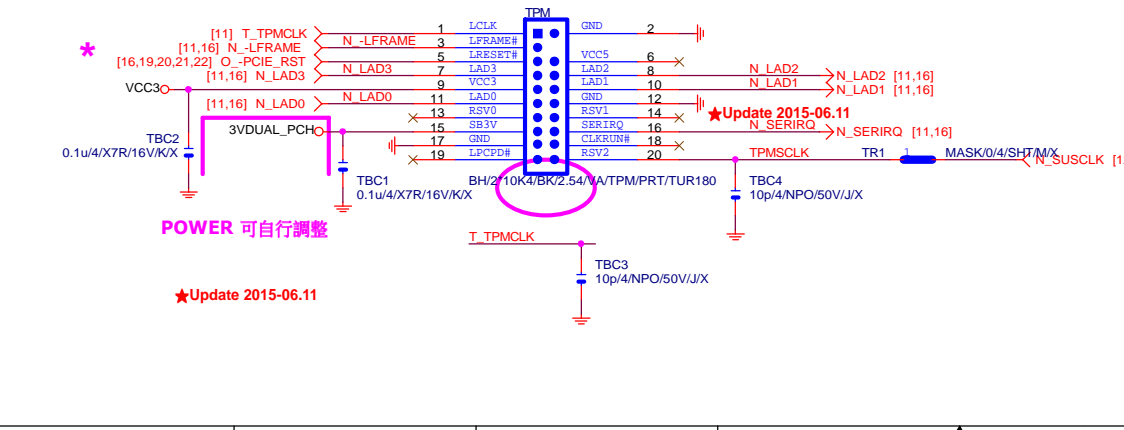 TPM
[11] T_TPMCLK 1 LCLK GND 2
[11,16] N_-LFRAME N_-LFRAME 3 LFRAME#
[16,19,20,21,22] O_-PCIE_RST 5 LRESET# VCC5 6
[11,16] N_LAD3 N_LAD3 7 LAD3 LAD2 8 N_LAD2 N_LAD2 [11,16]
VCC3 9 VCC3 LAD1 10 N_LAD1 N_LAD1 [11,16]
[11,16] N_LAD0 N_LAD0 11 LAD0 GND 12
13 RSV0 RSV1 14 ★Update 2015-06.11
3VDUAL_PCH 15 SB3V SERIRQ 16 N_SERIRQ N_SERIRQ [11,16]
17 GND CLKRUN# 18
19 LPCPD# RSV2 20 TPMSCLK TR1 1 MASK/0/4/SHT/M/X N_SUSCLK
*
TBC2
0.1u/4/X7R/16V/K/X
TBC1
0.1u/4/X7R/16V/K/X
BH/2*10K4/BK/2.54/VA/TPM/PRT/TUR180
TBC4
10p/4/NPO/50V/J/X
POWER 可自行調整
T_TPMCLK
TBC3
10p/4/NPO/50V/J/X
★Update 2015-06.11